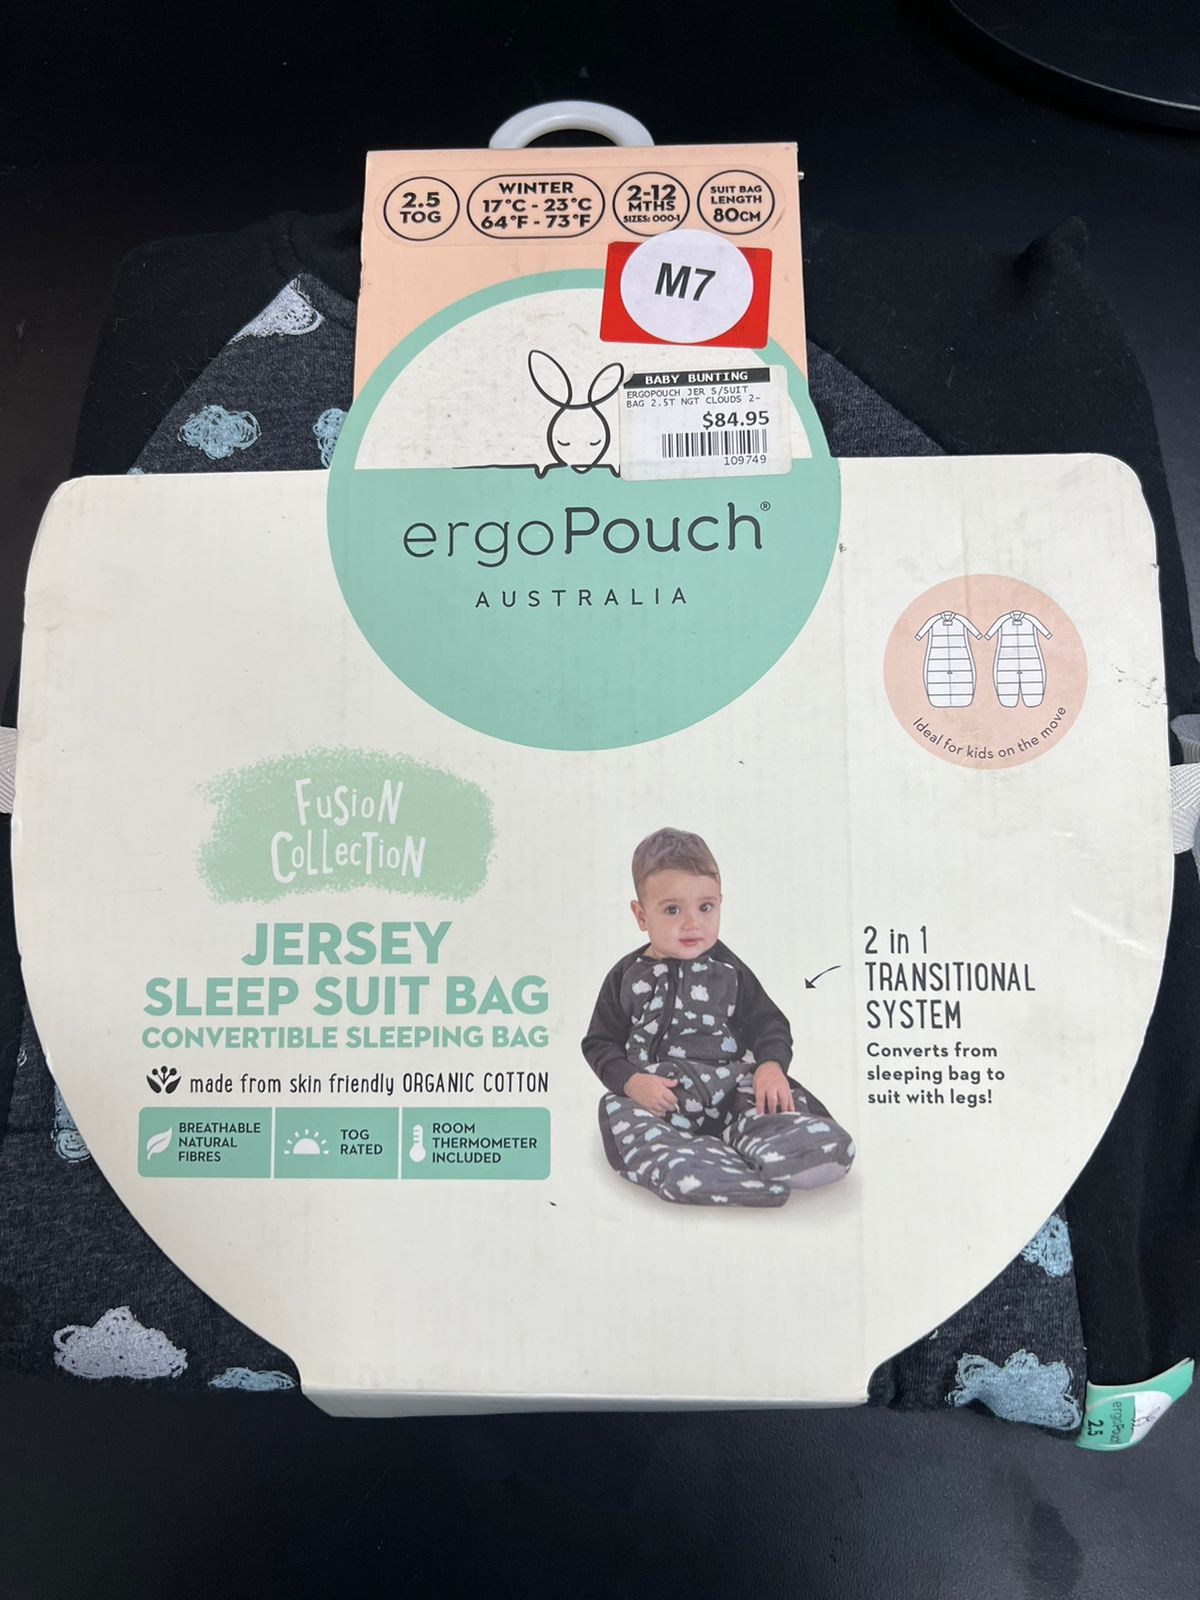 2.5
TOG
WINTER
17°C - 23°C
64°F - 73°F
2-12
MTHS
SIZES: 000-1
SUIT BAG
LENGTH
80CM
M7
BABY BUNTING
ERGOPOUCH JER S/SUIT
BAG 2.5T NGT CLOUDS 2-
$84.95
109749
ergoPouch®
AUSTRALIA
Ideal for kids on the move
FUSION
COLLECTION
JERSEY
SLEEP SUIT BAG
CONVERTIBLE SLEEPING BAG
made from skin friendly ORGANIC COTTON
BREATHABLE
NATURAL
FIBRES
TOG
RATED
ROOM
THERMOMETER
INCLUDED
2 in 1
TRANSITIONAL
SYSTEM
Converts from
sleeping bag to
suit with legs!
ergoPouch
2.5